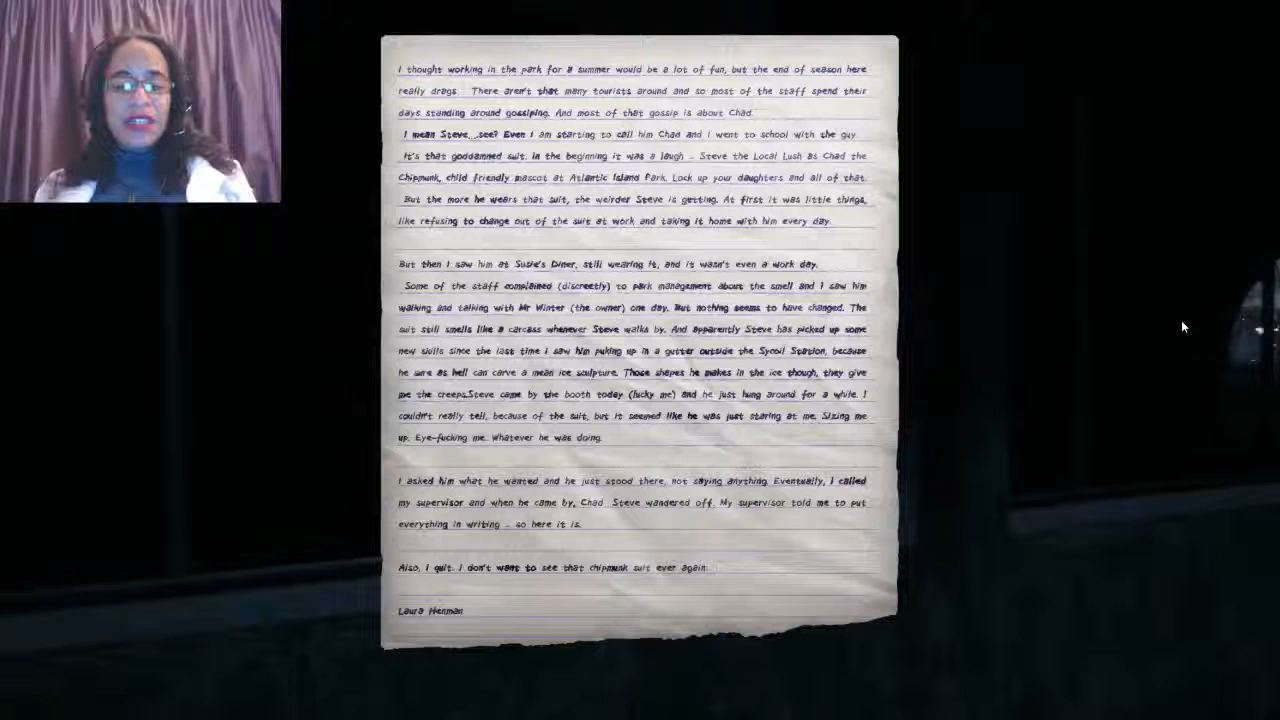 I thought working in the park for a summer would be a lot of fun, but the end of season here
really drags. There aren't that many tourists around and so most of the staff spend their
days standing around gossiping. And most of that gossip is about Chad.
I mean Steve,...see? Even I am starting to call him Chad and I went to school with the guy.
It's that goddamned suit. In the beginning it was a laugh - Steve the Local Lush as Chad the
Chipmunk, child friendly mascot at Atlantic Island Park. Lock up your daughters and all of that.
But the more he wears that suit, the weirder Steve is getting. At first it was little things,
like refusing to change out of the suit at work and taking it home with him every day.
But then I saw him at Susie's Diner, still wearing it, and it wasn't even a work day.
Some of the staff complained (discreetly) to park management about the smell and I saw him
walking and talking with Mr Winter (the owner) one day. But nothing seems to have changed. The
suit still smells like a carcass whenever Steve walks by. And apparently Steve has picked up some
new skills since the last time I saw him puking up in a gutter outside the Sycoil Station, because
he sure as hell can carve a mean ice sculpture. Those shapes he makes in the ice though, they give
me the creeps.Steve came by the booth today (lucky me) and he just hung around for a while. I
couldn't really tell, because of the suit, but it seemed like he was just staring at me. Sizing me
up. Eye-fucking me. Whatever he was doing.
I asked him what he wanted and he just stood there, not saying anything. Eventually, I called
my supervisor and when he came by, Chad...Steve wandered off. My supervisor told me to put
everything in writing - so here it is.
Also, I quit. I don't want to see that chipmunk suit ever again.
Laura Henman